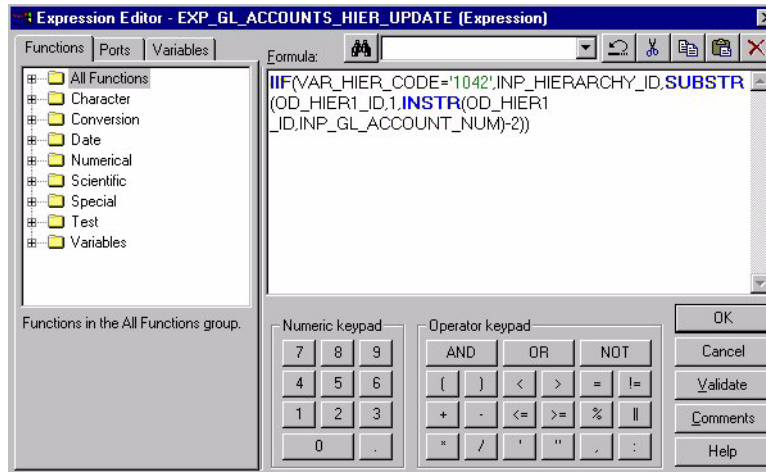 Expression Editor - EXP_GL_ACCOUNTS_HIER_UPDATE (Expression)
Functions Ports Variables
Formula:
All Functions
Character
Conversion
Date
Numerical
Scientific
Special
Test
Variables
IIF(VAR_HIER_CODE='1042',INP_HIERARCHY_ID,SUBSTR
(OD_HIER1_ID,1,INSTR(OD_HIER1
_ID,INP_GL_ACCOUNT_NUM)-2))
Functions in the All Functions group.
Numeric keypad
7 8 9
4 5 6
1 2 3
0 .
Operator keypad
AND OR NOT
( ) < > = !=
+ - <= >= % ||
* / ' " , :
OK
Cancel
Validate
Comments
Help